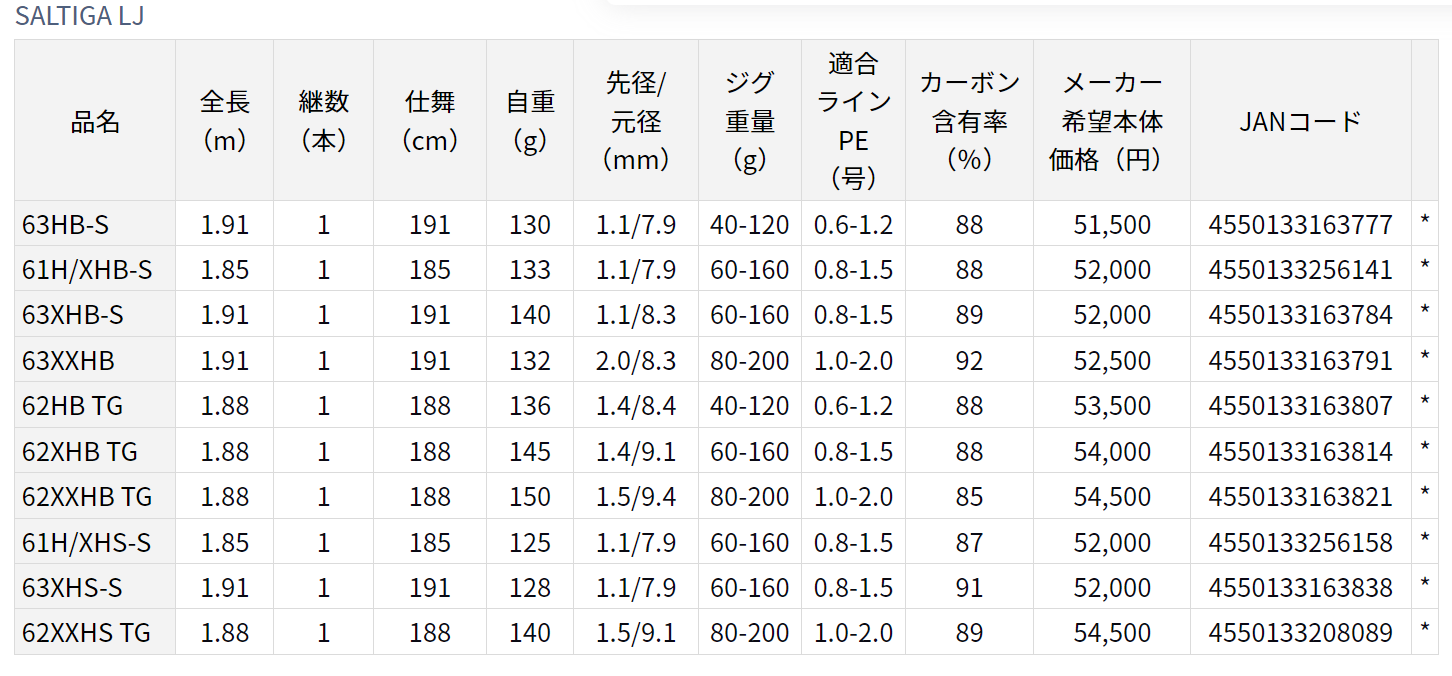 SALTIGA LJ
品名 全長（m） 継数（本） 仕舞（cm） 自重（g） 先径/元径（mm） ジグ重量（g） 適合ラインPE（号） カーボン含有率（％） メーカー希望本体価格（円） JANコード
63HB-S 1.91 1 191 130 1.1/7.9 40-120 0.6-1.2 88 51,500 4550133163777 *
61H/XHB-S 1.85 1 185 133 1.1/7.9 60-160 0.8-1.5 88 52,000 4550133256141 *
63XHB-S 1.91 1 191 140 1.1/8.3 60-160 0.8-1.5 89 52,000 4550133163784 *
63XXHB 1.91 1 191 132 2.0/8.3 80-200 1.0-2.0 92 52,500 4550133163791 *
62HB TG 1.88 1 188 136 1.4/8.4 40-120 0.6-1.2 88 53,500 4550133163807 *
62XHB TG 1.88 1 188 145 1.4/9.1 60-160 0.8-1.5 88 54,000 4550133163814 *
62XXHB TG 1.88 1 188 150 1.5/9.4 80-200 1.0-2.0 85 54,500 4550133163821 *
61H/XHS-S 1.85 1 185 125 1.1/7.9 60-160 0.8-1.5 87 52,000 4550133256158 *
63XHS-S 1.91 1 191 128 1.1/7.9 60-160 0.8-1.5 91 52,000 4550133163838 *
62XXHS TG 1.88 1 188 140 1.5/9.1 80-200 1.0-2.0 89 54,500 4550133208089 *